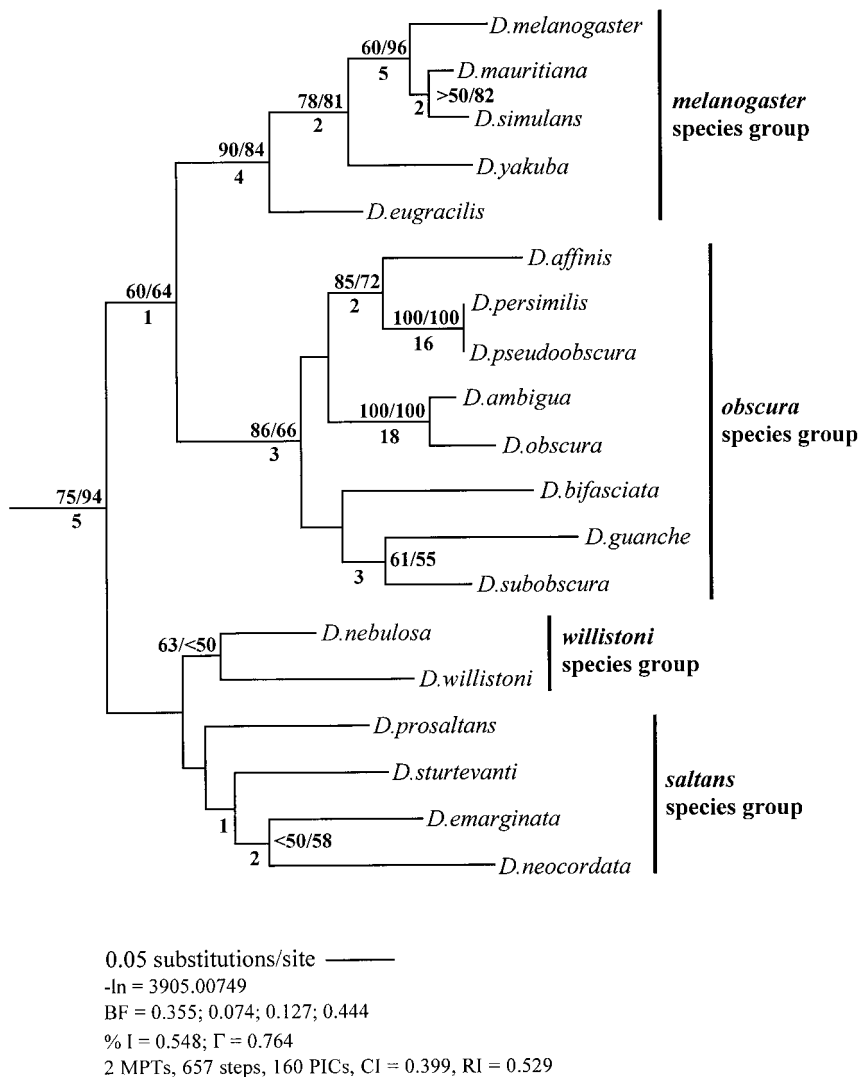 D.melanogaster
60/96
D.mauritiana
5
>50/82
2
78/81
D.simulans
2
melanogaster
species group
90/84
D.yakuba
4
D.eugracilis
D.affinis
85/72
60/64
2
D.persimilis
1
100/100
16
D.pseudoobscura
D.ambigua
100/100
18
86/66
D.obscura
3
obscura
species group
D.bifasciata
75/94
5
D.guanche
61/55
3
D.subobscura
D.nebulosa
63/<50
D.willistoni
willistoni
species group
D.prosaltans
D.sturtevanti
1
D.emarginata
<50/58
2
D.neocordata
saltans
species group
0.05 substitutions/site
-ln = 3905.00749
BF = 0.355; 0.074; 0.127; 0.444
% I = 0.548; Γ = 0.764
2 MPTs, 657 steps, 160 PICs, CI = 0.399, RI = 0.529